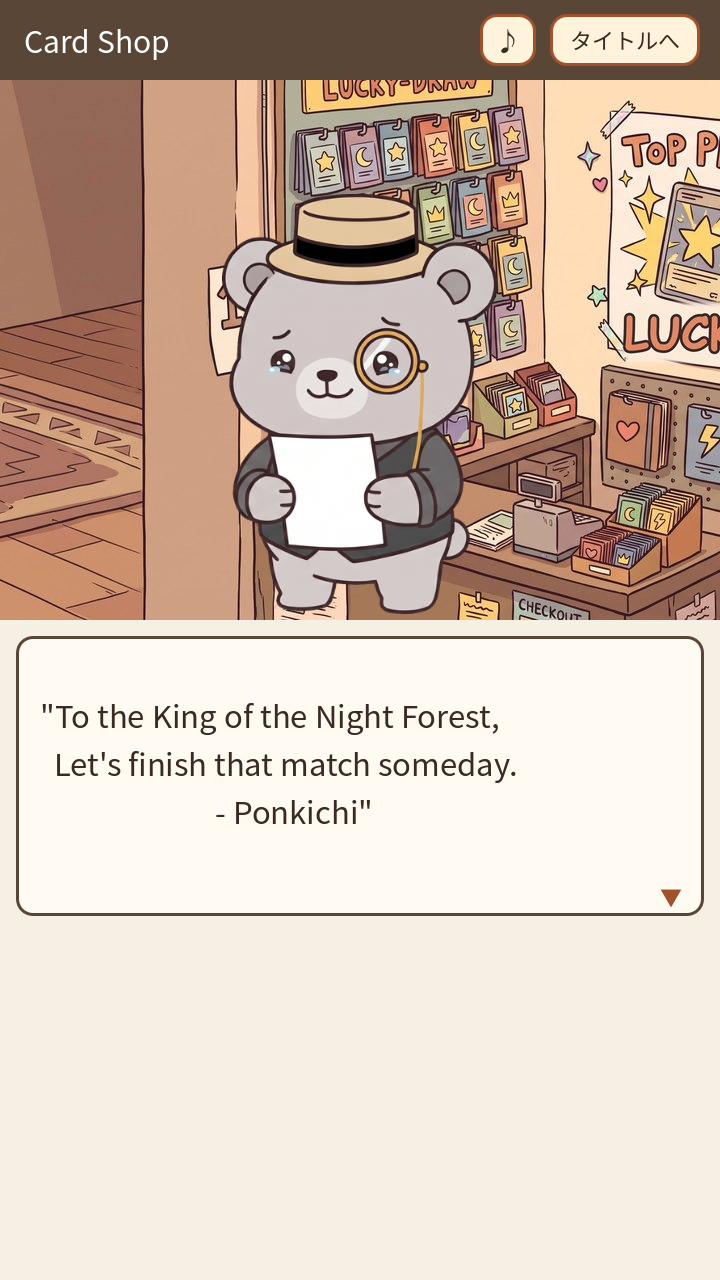 Card Shop
♪
タイトルへ
LUCKY-DRAW
TOP
LUCK
CHECKOUT
"To the King of the Night Forest,
Let's finish that match someday.
- Ponkichi"
▼